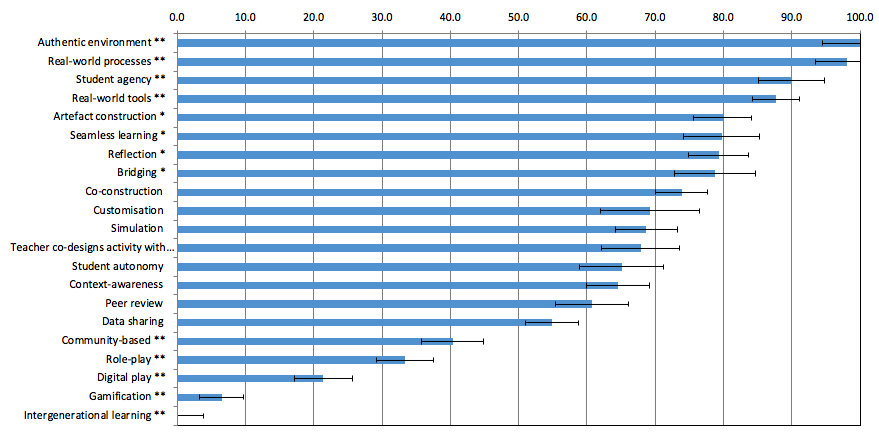 0.0 10.0 20.0 30.0 40.0 50.0 60.0 70.0 80.0 90.0 100.0
Authentic environment **
Real-world processes **
Student agency **
Real-world tools **
Artefact construction *
Seamless learning *
Reflection *
Bridging *
Co-construction
Customisation
Simulation
Teacher co-designs activity with...
Student autonomy
Context-awareness
Peer review
Data sharing
Community-based **
Role-play **
Digital play **
Gamification **
Intergenerational learning **